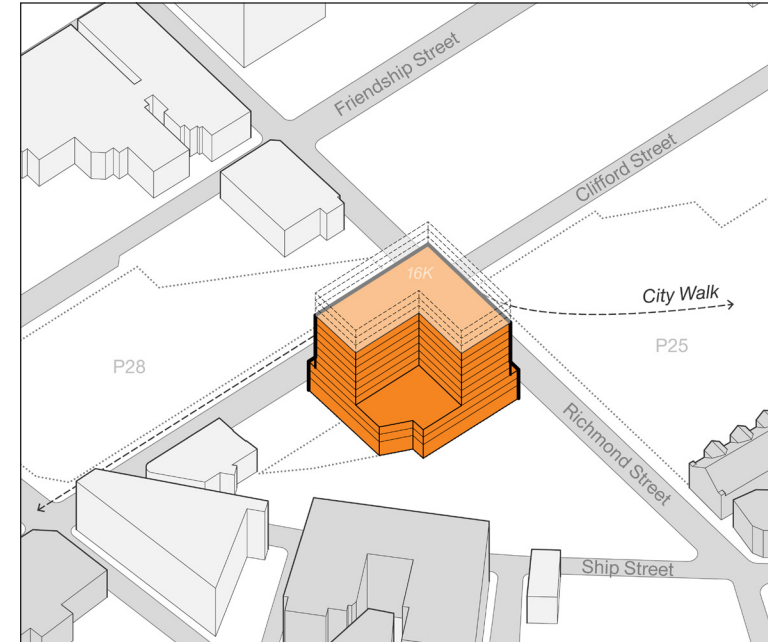 Friendship Street
Clifford Street
16K
City Walk
P28
P25
Richmond Street
Ship Street